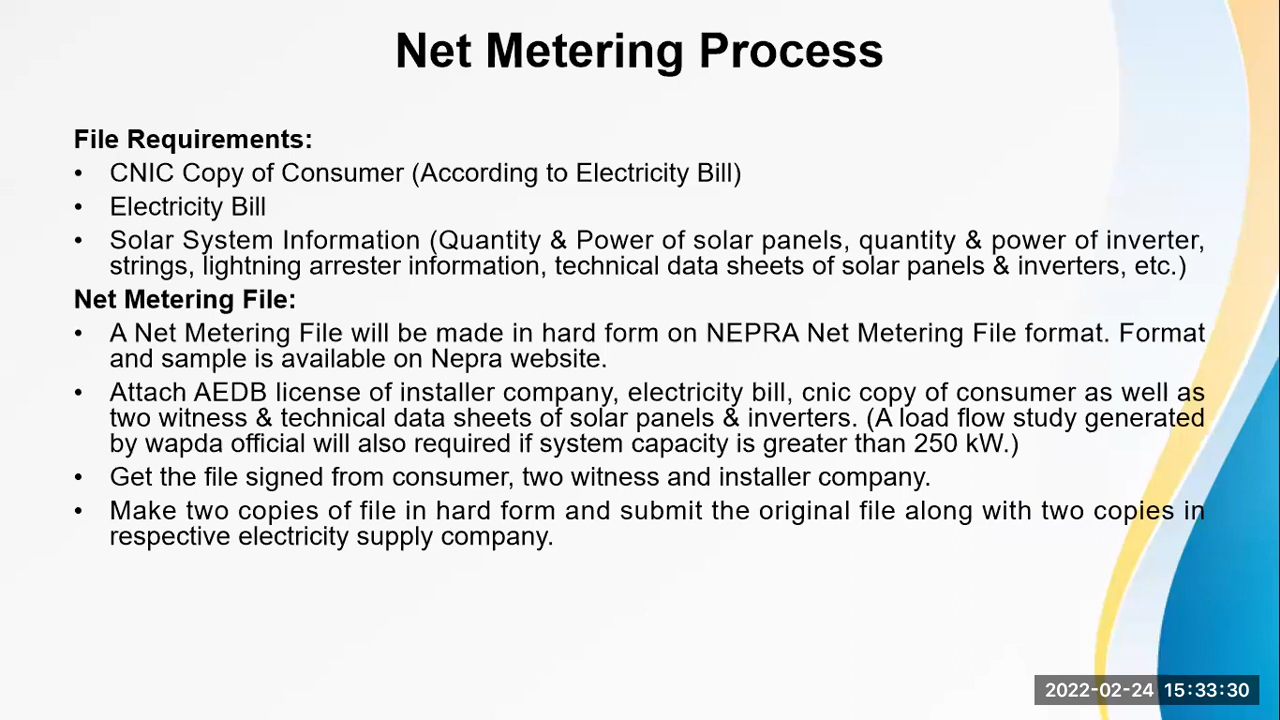 Net Metering Process
File Requirements:
• CNIC Copy of Consumer (According to Electricity Bill)
• Electricity Bill
• Solar System Information (Quantity & Power of solar panels, quantity & power of inverter,
strings, lightning arrester information, technical data sheets of solar panels & inverters, etc.)
Net Metering File:
• A Net Metering File will be made in hard form on NEPRA Net Metering File format. Format
and sample is available on Nepra website.
• Attach AEDB license of installer company, electricity bill, cnic copy of consumer as well as
two witness & technical data sheets of solar panels & inverters. (A load flow study generated
by wapda official will also required if system capacity is greater than 250 kW.)
• Get the file signed from consumer, two witness and installer company.
• Make two copies of file in hard form and submit the original file along with two copies in
respective electricity supply company.
2022-02-24 15:33:30